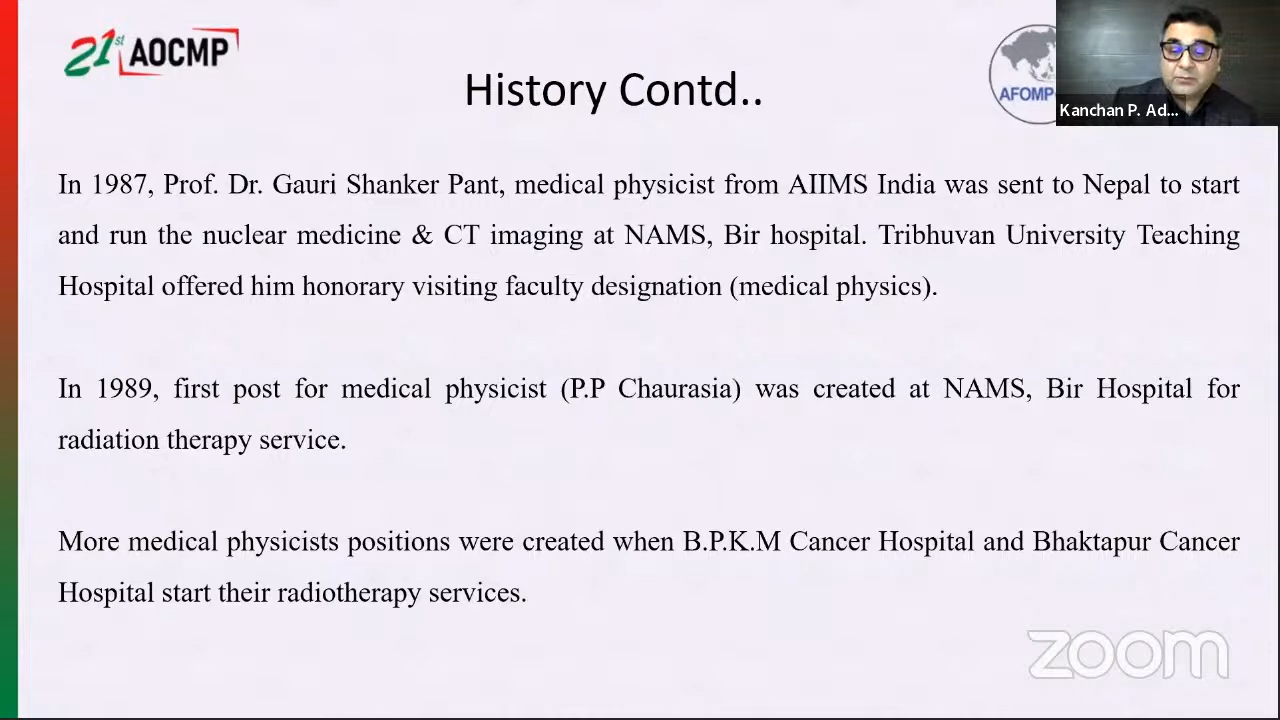 21st AOCMP
History Contd..
AFOMP
Kanchan P. Ad...
In 1987, Prof. Dr. Gauri Shanker Pant, medical physicist from AIIMS India was sent to Nepal to start
and run the nuclear medicine & CT imaging at NAMS, Bir hospital. Tribhuvan University Teaching
Hospital offered him honorary visiting faculty designation (medical physics).
In 1989, first post for medical physicist (P.P Chaurasia) was created at NAMS, Bir Hospital for
radiation therapy service.
More medical physicists positions were created when B.P.K.M Cancer Hospital and Bhaktapur Cancer
Hospital start their radiotherapy services.
zoom